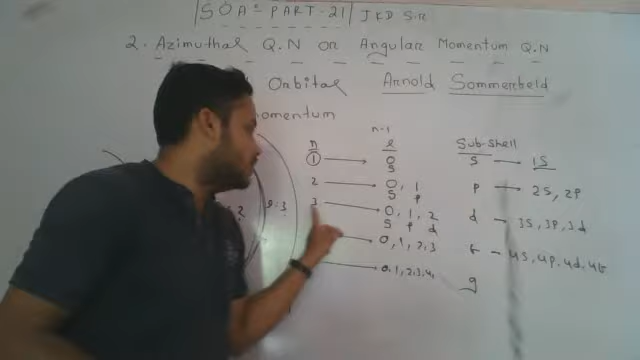 SOA = PART-21 JKD Sir
2. Azimuthal Q.N or Angular Momentum Q.N
Orbital Arnold Sommerbeld
omentum
n-1
n l Sub-shell
1 → 0 S → 1S
S
2 → 0, 1 p → 2S, 2p
S p
3 → 0, 1, 2 d → 3S, 3P, 3d
S p d
→ 0, 1, 2, 3 f - 4S, 4p, 4d, 4f
→ 0, 1, 2, 3, 4 g